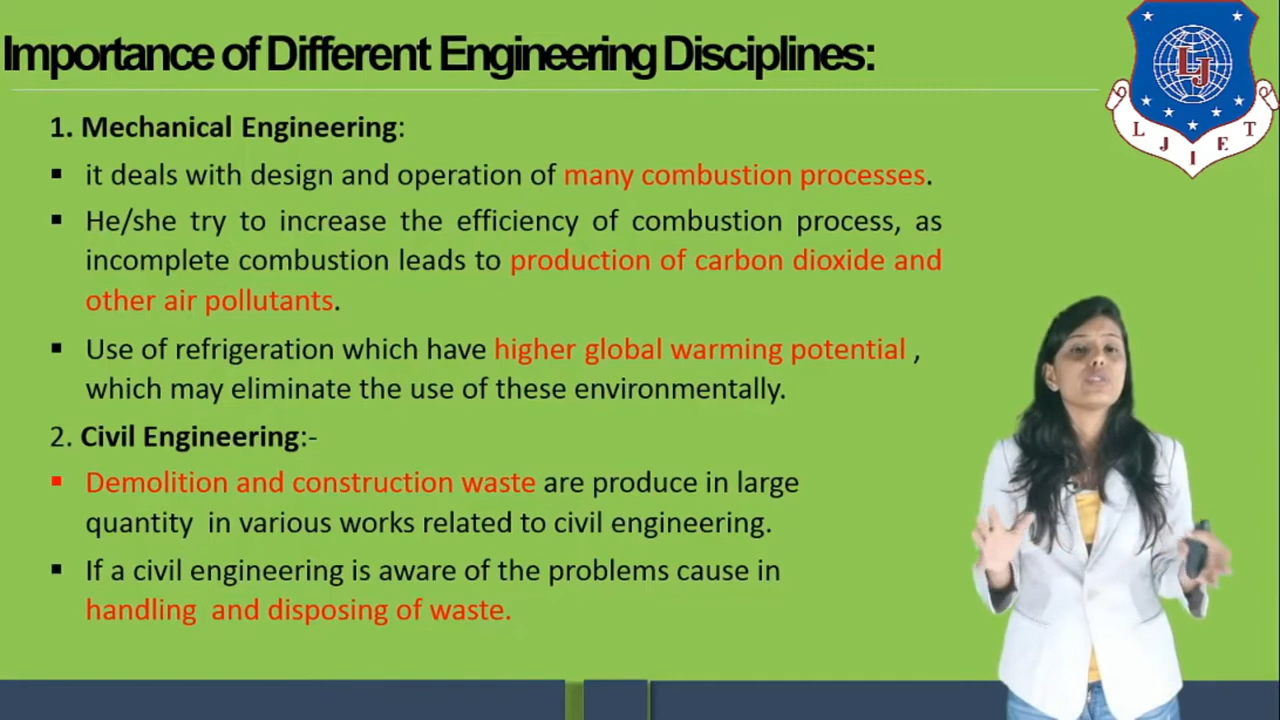 Importance of Different Engineering Disciplines:
1. Mechanical Engineering:
▪ it deals with design and operation of many combustion processes.
▪ He/she try to increase the efficiency of combustion process, as
incomplete combustion leads to production of carbon dioxide and
other air pollutants.
▪ Use of refrigeration which have higher global warming potential ,
which may eliminate the use of these environmentally.
2. Civil Engineering:-
▪ Demolition and construction waste are produce in large
quantity in various works related to civil engineering.
▪ If a civil engineering is aware of the problems cause in
handling and disposing of waste.
LJ
L J I E T